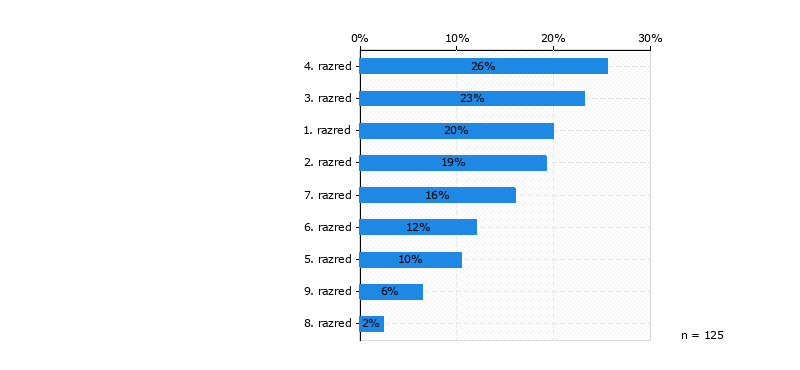 0% 10% 20% 30%
4. razred 26%
3. razred 23%
1. razred 20%
2. razred 19%
7. razred 16%
6. razred 12%
5. razred 10%
9. razred 6%
8. razred 2%
n = 125